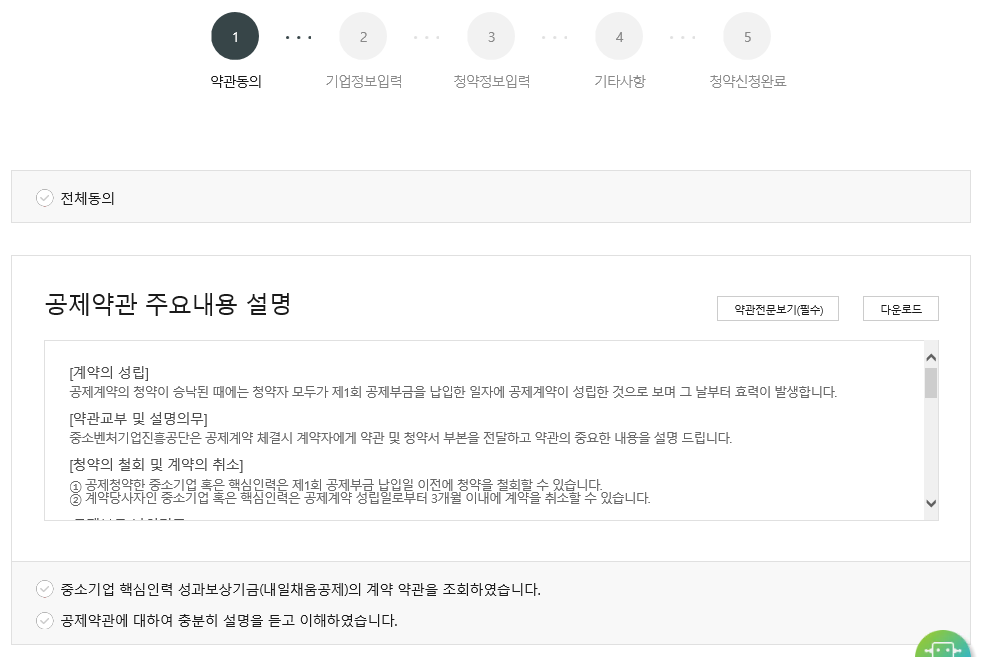 1 2 3 4 5
약관동의 기업정보입력 청약정보입력 기타사항 청약신청완료
전체동의
공제약관 주요내용 설명
약관전문보기(필수) 다운로드
[계약의 성립]
공제계약의 청약이 승낙된 때에는 청약자 모두가 제1회 공제부금을 납입한 일자에 공제계약이 성립한 것으로 보며 그 날부터 효력이 발생합니다.
[약관교부 및 설명의무]
중소벤처기업진흥공단은 공제계약 체결시 계약자에게 약관 및 청약서 부본을 전달하고 약관의 중요한 내용을 설명 드립니다.
[청약의 철회 및 계약의 취소]
① 공제청약한 중소기업 혹은 핵심인력은 제1회 공제부금 납입일 이전에 청약을 철회할 수 있습니다.
② 계약당사자인 중소기업 혹은 핵심인력은 공제계약 성립일로부터 3개월 이내에 계약을 취소할 수 있습니다.
중소기업 핵심인력 성과보상기금(내일채움공제)의 계약 약관을 조회하였습니다.
공제약관에 대하여 충분히 설명을 듣고 이해하였습니다.